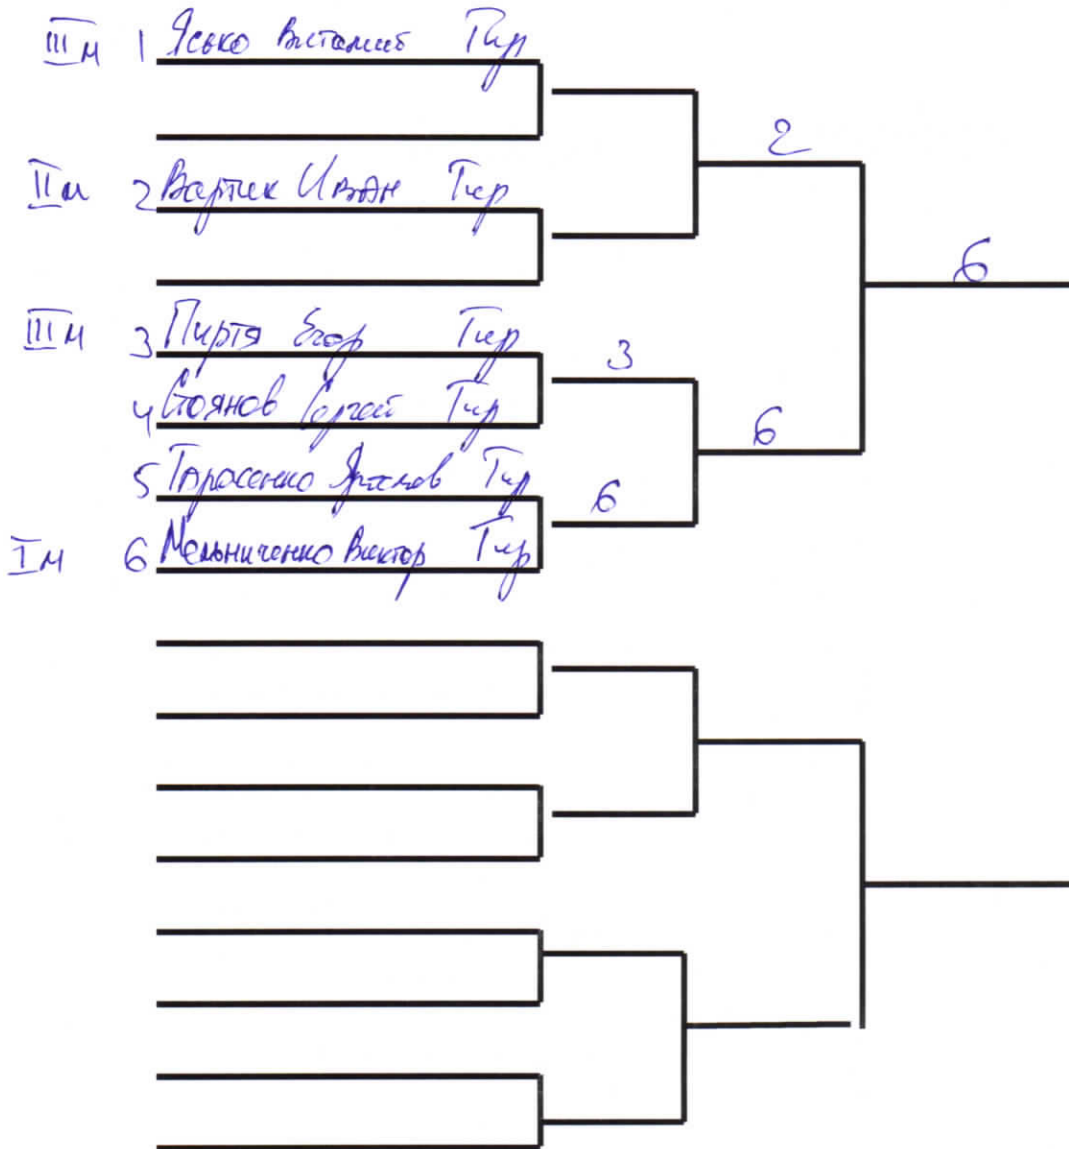 IIIм 1 Ясько Виталий Тир
2
IIм 2 Вартик Иван Тир
6
IIIм 3 Пиртя Егор Тир
3
4 Стоянов Сергей Тир
6
5 Тарасенко Тир
6
Iм 6 Мельниченко Виктор Тир